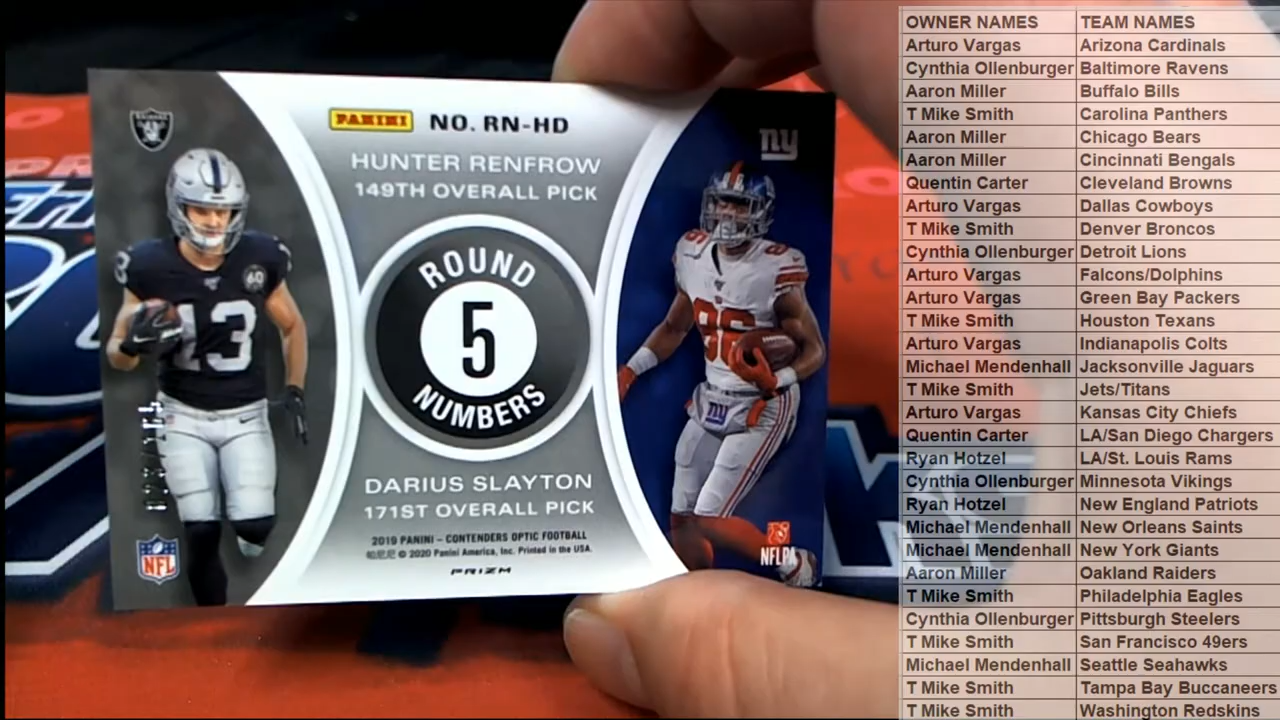 PANINI NO. RN-HD
HUNTER RENFROW
149TH OVERALL PICK
ROUND
5
NUMBERS
DARIUS SLAYTON
171ST OVERALL PICK
2019 PANINI – CONTENDERS OPTIC FOOTBALL
© 2020 Panini America, Inc. Printed in the USA.
PRIZM
RAIDERS
13
60
NFL
ny
86
86
ny
NFLPA
OWNER NAMES TEAM NAMES
Arturo Vargas Arizona Cardinals
Cynthia Ollenburger Baltimore Ravens
Aaron Miller Buffalo Bills
T Mike Smith Carolina Panthers
Aaron Miller Chicago Bears
Aaron Miller Cincinnati Bengals
Quentin Carter Cleveland Browns
Arturo Vargas Dallas Cowboys
T Mike Smith Denver Broncos
Cynthia Ollenburger Detroit Lions
Arturo Vargas Falcons/Dolphins
Arturo Vargas Green Bay Packers
T Mike Smith Houston Texans
Arturo Vargas Indianapolis Colts
Michael Mendenhall Jacksonville Jaguars
T Mike Smith Jets/Titans
Arturo Vargas Kansas City Chiefs
Quentin Carter LA/San Diego Chargers
Ryan Hotzel LA/St. Louis Rams
Cynthia Ollenburger Minnesota Vikings
Ryan Hotzel New England Patriots
Michael Mendenhall New Orleans Saints
Michael Mendenhall New York Giants
Aaron Miller Oakland Raiders
T Mike Smith Philadelphia Eagles
Cynthia Ollenburger Pittsburgh Steelers
T Mike Smith San Francisco 49ers
Michael Mendenhall Seattle Seahawks
T Mike Smith Tampa Bay Buccaneers
T Mike Smith Washington Redskins